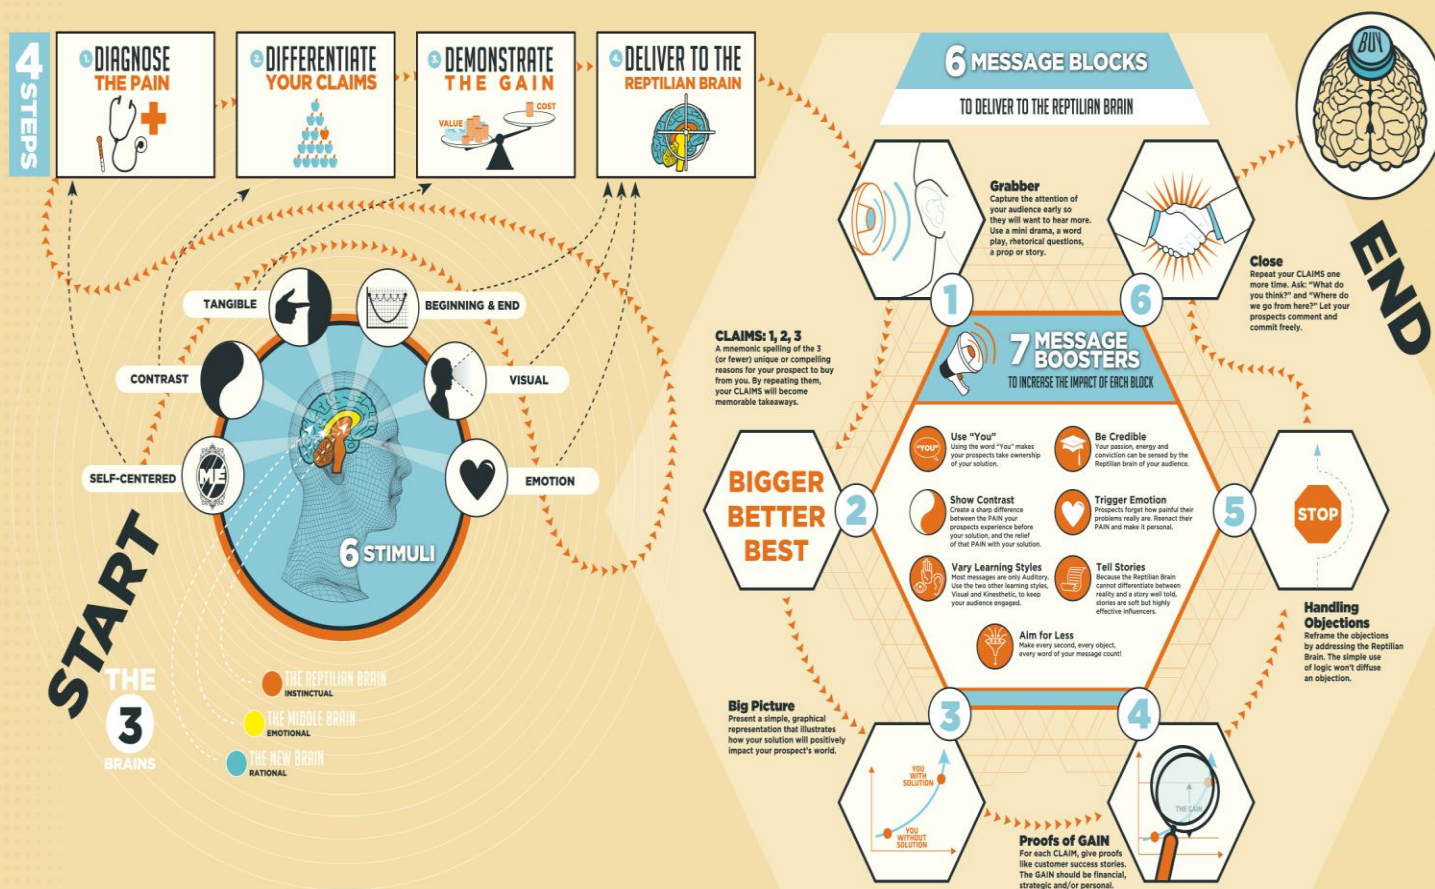 4 STEPS
1. DIAGNOSE
THE PAIN
2. DIFFERENTIATE
YOUR CLAIMS
3. DEMONSTRATE
THE GAIN
VALUE
COST
4. DELIVER TO THE
REPTILIAN BRAIN
6 MESSAGE BLOCKS
TO DELIVER TO THE REPTILIAN BRAIN
BUY
END
Grabber
Capture the attention of
your audience early so
they will want to hear more.
Use a mini drama, a word
play, rhetorical questions,
a prop or story.
1
6
Close
Repeat your CLAIMS one
more time. Ask: “What do
you think?” and “Where do
we go from here?” Let your
prospects comment and
commit freely.
TANGIBLE
BEGINNING & END
CONTRAST
VISUAL
SELF-CENTERED
ME
EMOTION
6 STIMULI
START
THE
3
BRAINS
THE REPTILIAN BRAIN
INSTINCTUAL
THE MIDDLE BRAIN
EMOTIONAL
THE NEW BRAIN
RATIONAL
CLAIMS: 1, 2, 3
A mnemonic spelling of the 3
(or fewer) unique or compelling
reasons for your prospect to buy
from you. By repeating them,
your CLAIMS will become
memorable takeaways.
BIGGER
BETTER
BEST
2
7 MESSAGE
BOOSTERS
TO INCREASE THE IMPACT OF EACH BLOCK
"YOU"
Use “You”
Using the word “You” makes
your prospects take ownership
of your solution.
Be Credible
Your passion, energy and
conviction can be sensed by the
Reptilian brain of your audience.
Show Contrast
Create a sharp difference
between the PAIN your
prospects experience before
your solution, and the relief
of that PAIN with your solution.
Trigger Emotion
Prospects forget how painful their
problems really are. Reenact their
PAIN and make it personal.
Vary Learning Styles
Most messages are only Auditory.
Use the two other learning styles,
Visual and Kinesthetic, to keep
your audience engaged.
Tell Stories
Because the Reptilian Brain
cannot differentiate between
reality and a story well told,
stories are soft but highly
effective influencers.
Aim for Less
Make every second, every object,
every word of your message count!
5
STOP
Handling
Objections
Reframe the objections
by addressing the Reptilian
Brain. The simple use
of logic won’t diffuse
an objection.
Big Picture
Present a simple, graphical
representation that illustrates
how your solution will positively
impact your prospect’s world.
3
YOU
WITH
SOLUTION
YOU
WITHOUT
SOLUTION
4
THE GAIN
Proofs of GAIN
For each CLAIM, give proofs
like customer success stories.
The GAIN should be financial,
strategic and/or personal.